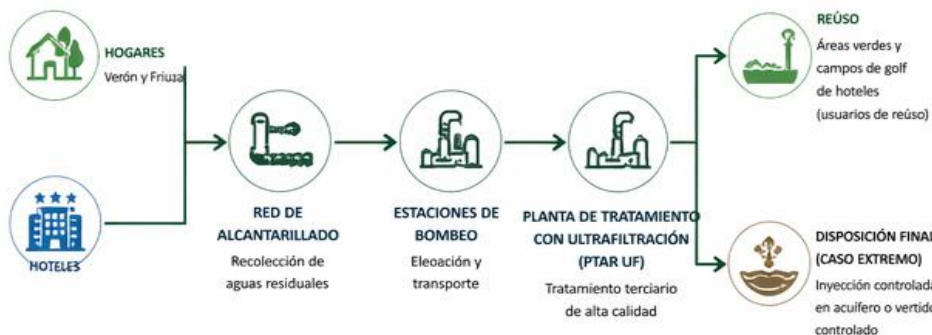 HOGARES
Verón y Friuza
HOTELES
RED DE
ALCANTARILLADO
Recolección de
aguas residuales
ESTACIONES DE
BOMBEO
Eleoación y
transporte
PLANTA DE TRATAMIENTO
CON ULTRAFILTRACIÓN
(PTAR UF)
Tratamiento terciario
de alta calidad
REÚSO
Áreas verdes y
campos de golf
de hoteles
(usuarios de reúso)
DISPOSICIÓN FINAL
(CASO EXTREMO)
Inyección controlada
en acuífero o vertido
controlado